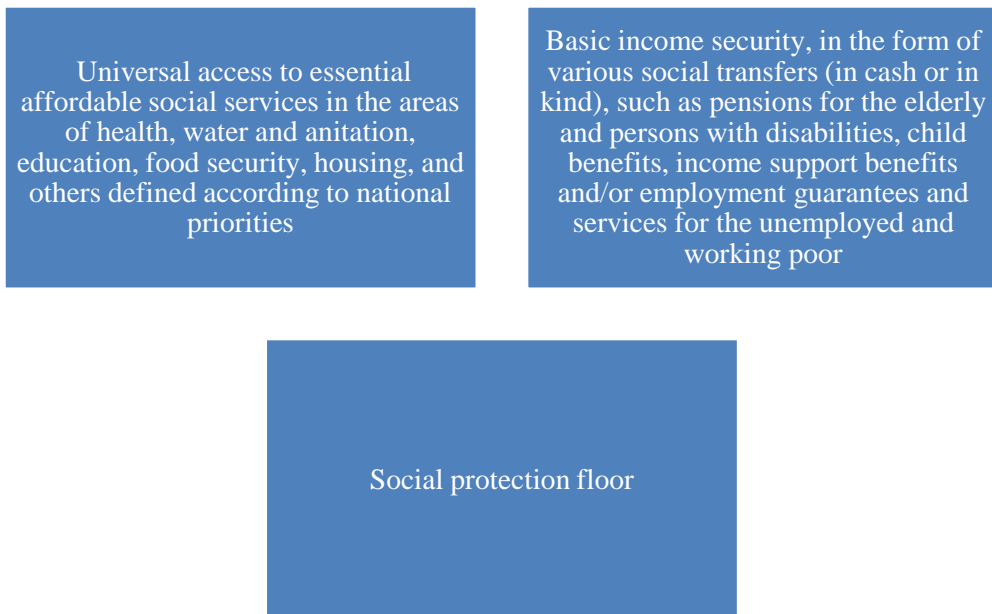 Universal access to essential
affordable social services in the areas
of health, water and anitation,
education, food security, housing, and
others defined according to national
priorities
Basic income security, in the form of
various social transfers (in cash or in
kind), such as pensions for the elderly
and persons with disabilities, child
benefits, income support benefits
and/or employment guarantees and
services for the unemployed and
working poor
Social protection floor